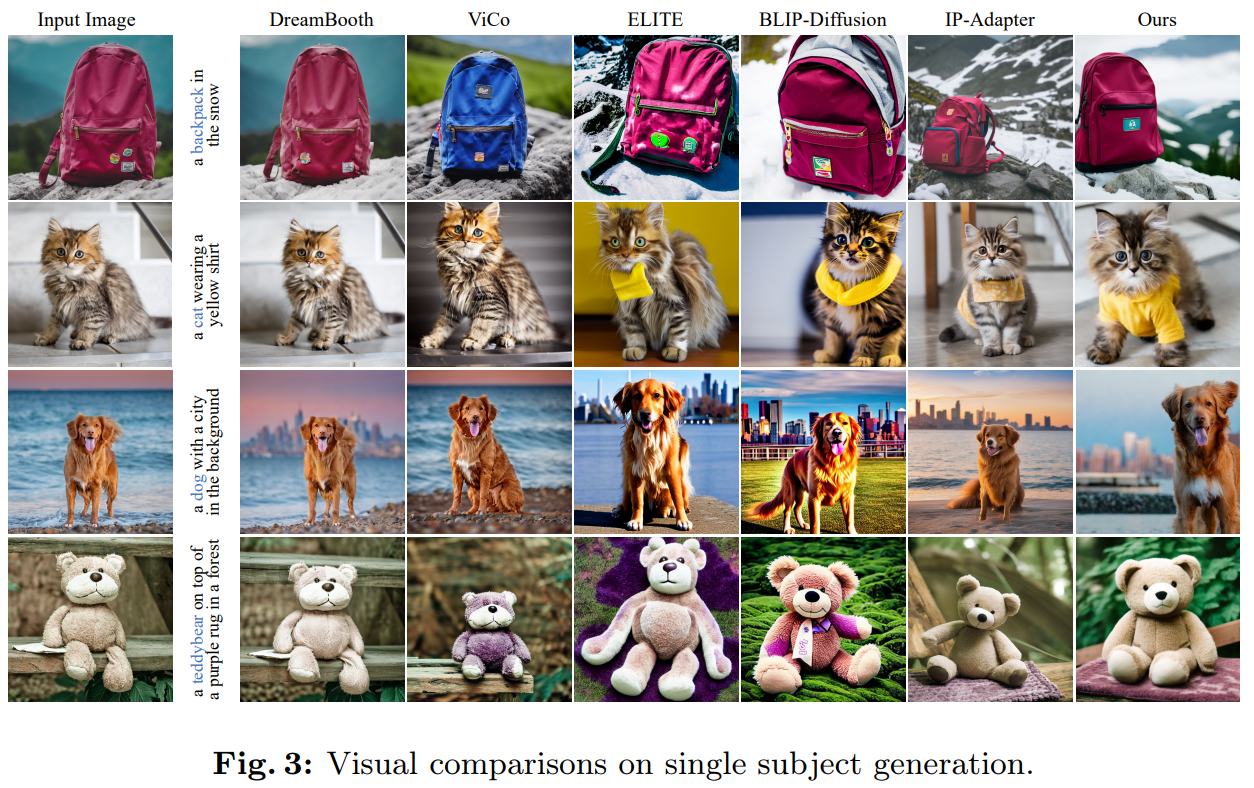 Input Image
DreamBooth
ViCo
ELITE
BLIP-Diffusion
IP-Adapter
Ours
a backpack in
the snow
a cat wearing a
yellow shirt
a dog with a city
in the background
a teddybear on top of
a purple rug in a forest
Fig. 3: Visual comparisons on single subject generation.